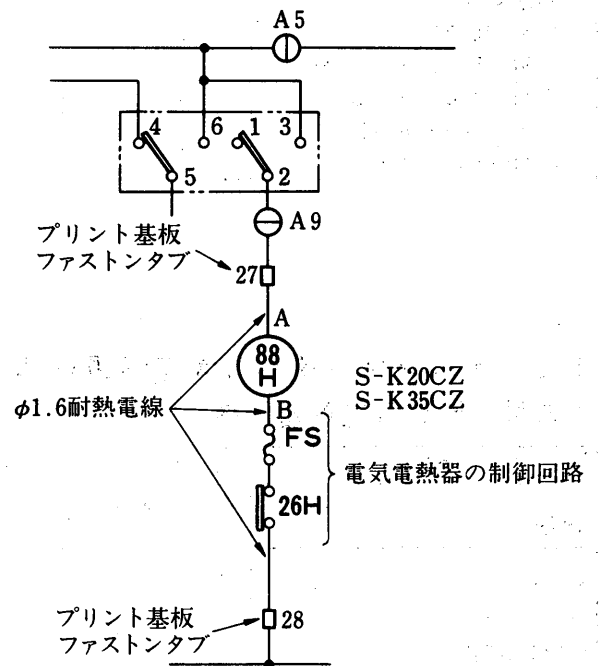 A5
4
6
1
3
5
2
A9
プリント基板
ファストンタブ
27
A
88
H
S-K20CZ
S-K35CZ
φ1.6耐熱電線
B
FS
電気電熱器の制御回路
26H
プリント基板
ファストンタブ
28